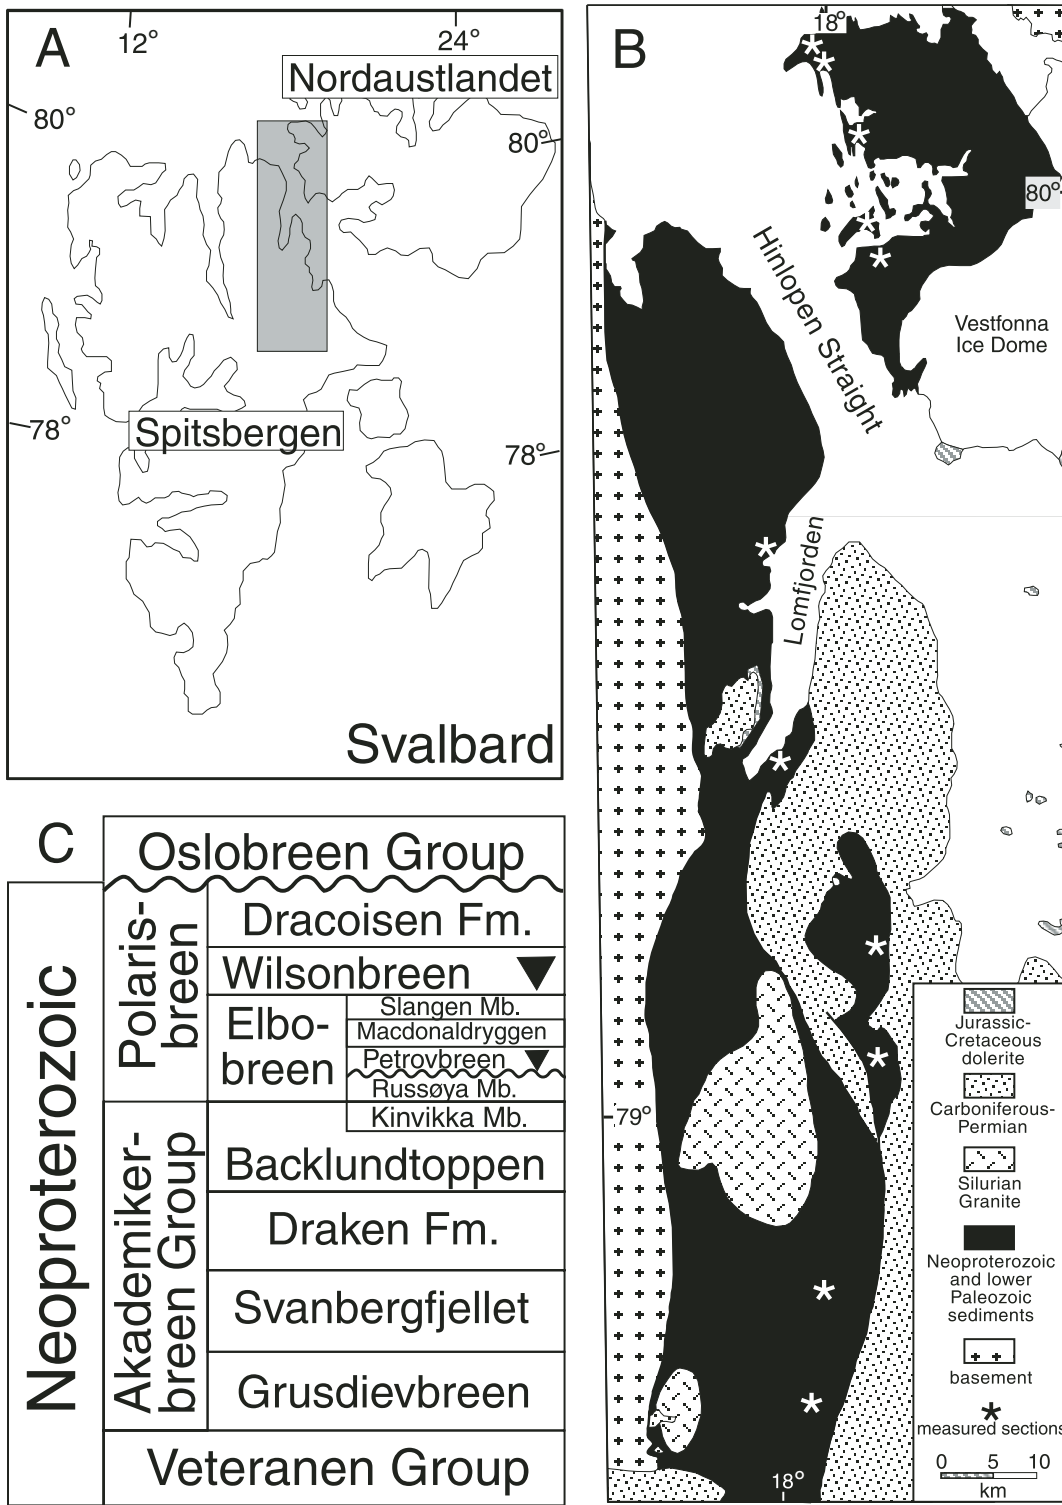 A
12°
24°
Nordaustlandet
80°
80°
78°
Spitsbergen
78°
Svalbard
B
18°
80°
Hinlopen Straight
Vestfonna
Ice Dome
Lomfjorden
79°
18°
Jurassic-
Cretaceous
dolerite
Carboniferous-
Permian
Silurian
Granite
Neoproterozoic
and lower
Paleozoic
sediments
basement
measured sections
0 5 10
km
C
Oslobreen Group
Neoproterozoic
Polaris-
breen
Dracoisen Fm.
Wilsonbreen
Elbo-
breen
Slangen Mb.
Macdonaldryggen
Petrovbreen
Russøya Mb.
Kinvikka Mb.
Akademiker-
breen Group
Backlundtoppen
Draken Fm.
Svanbergfjellet
Grusdievbreen
Veteranen Group